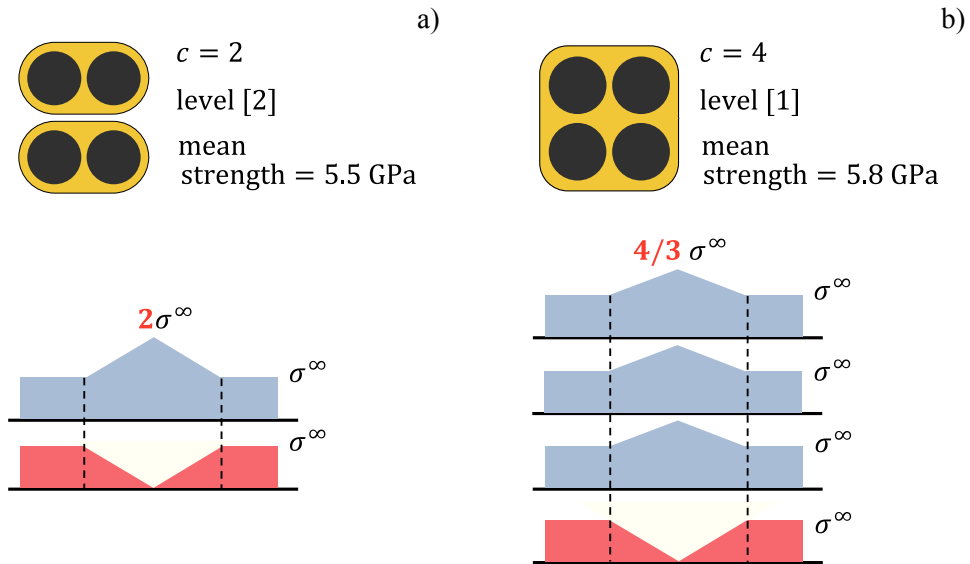 a)
c = 2
level [2]
mean
strength = 5.5 GPa
2σ^∞
σ^∞
σ^∞
b)
c = 4
level [1]
mean
strength = 5.8 GPa
4/3 σ^∞
σ^∞
σ^∞
σ^∞
σ^∞